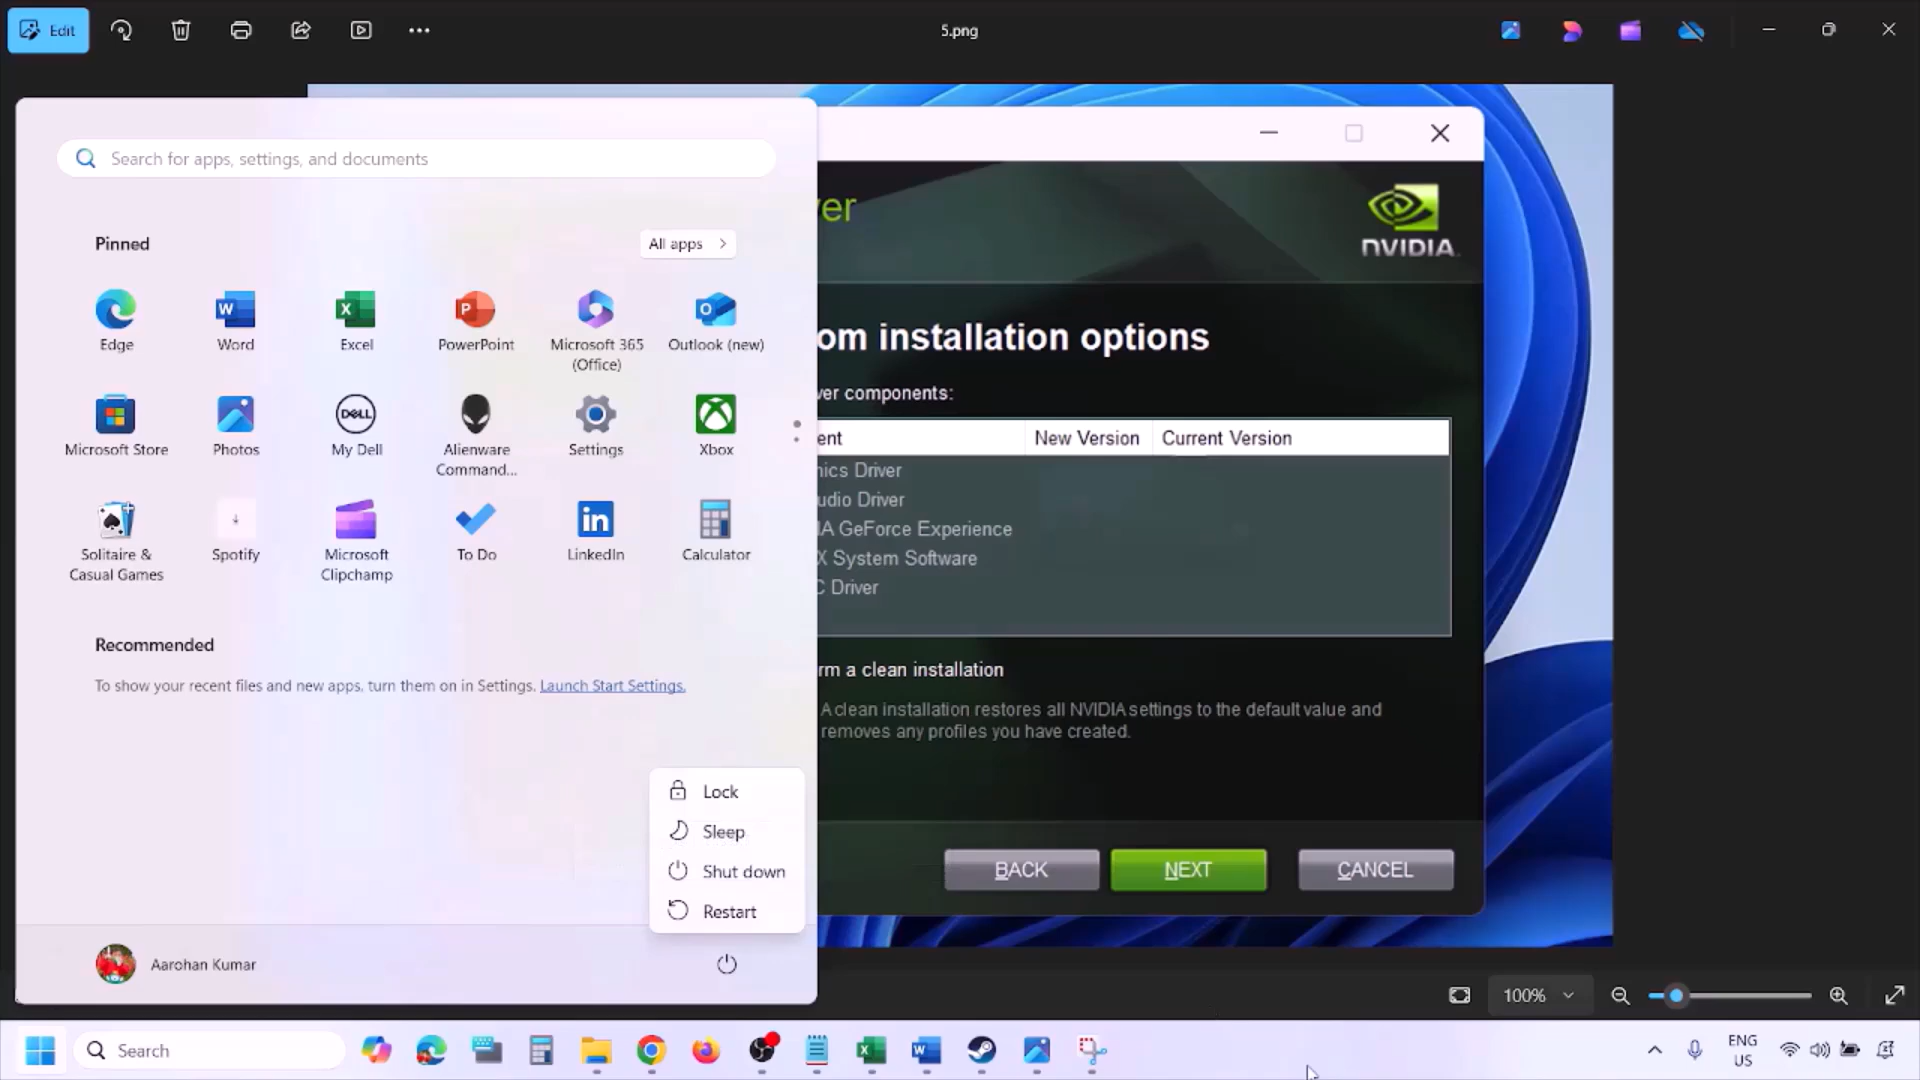 Edit
5.png
Search for apps, settings, and documents
Pinned
All apps
Edge
Word
Excel
PowerPoint
Microsoft 365
(Office)
Outlook (new)
Microsoft Store
Photos
DELL
My Dell
Alienware
Command...
Settings
Xbox
Solitaire &
Casual Games
Spotify
Microsoft
Clipchamp
To Do
LinkedIn
Calculator
Recommended
To show your recent files and new apps, turn them on in Settings. Launch Start Settings.
Lock
Sleep
Shut down
Restart
Aarohan Kumar
ver
NVIDIA
om installation options
ver components:
ent
New Version
Current Version
nics Driver
udio Driver
IA GeForce Experience
X System Software
C Driver
rm a clean installation
A clean installation restores all NVIDIA settings to the default value and
removes any profiles you have created.
BACK
NEXT
CANCEL
100%
Search
ENG
US